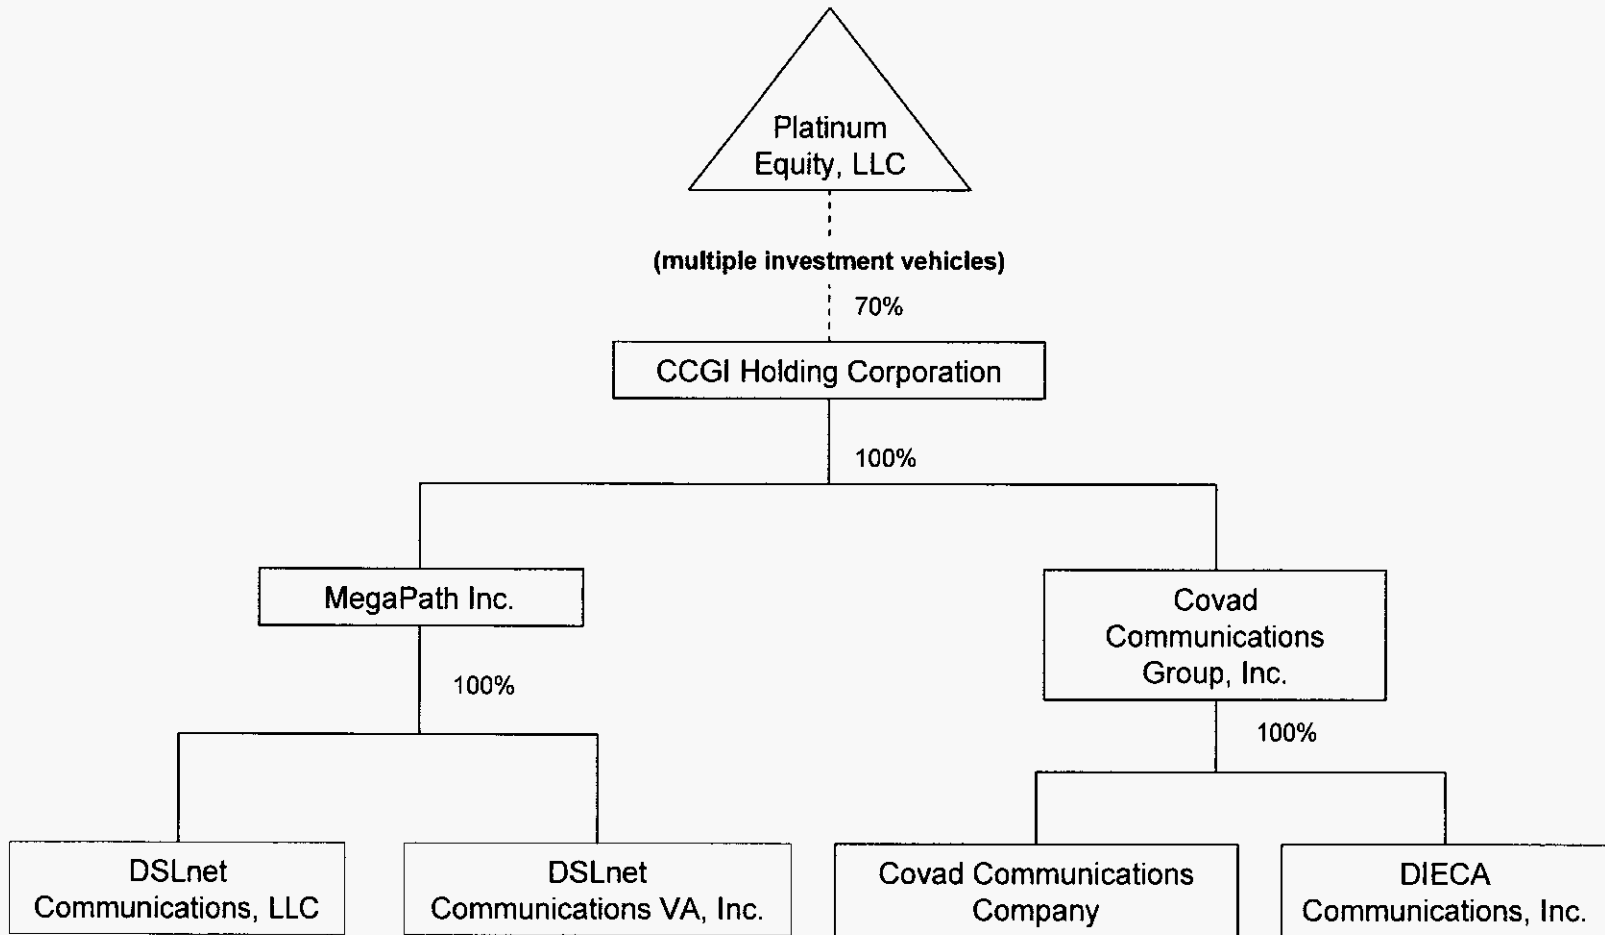 Platinum
Equity, LLC
(multiple investment vehicles)
70%
CCGI Holding Corporation
100%
MegaPath Inc.
Covad
Communications
Group, Inc.
100%
100%
DSLnet
Communications, LLC
DSLnet
Communications VA, Inc.
Covad Communications
Company
DIECA
Communications, Inc.